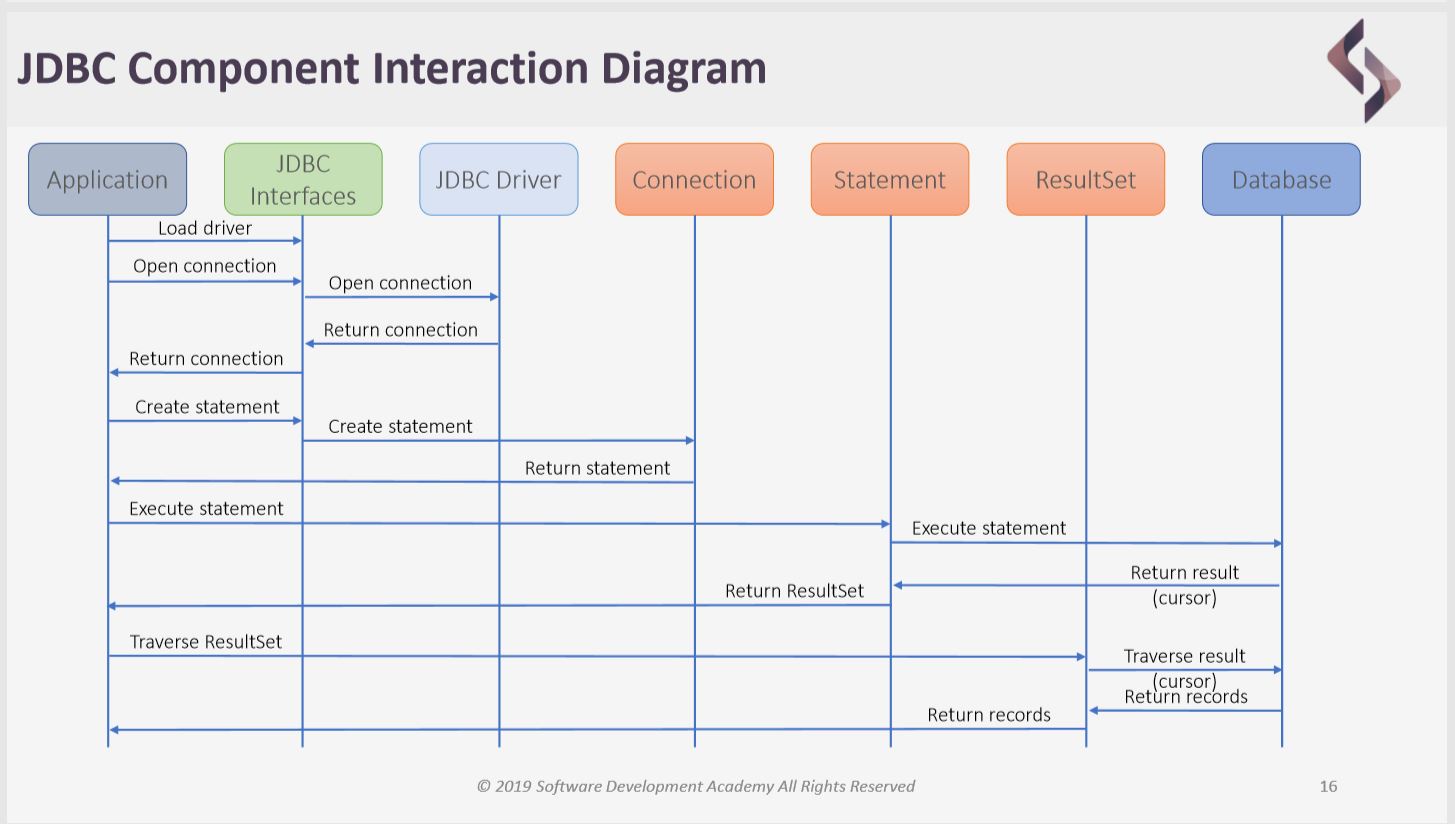 JDBC Component Interaction Diagram
Application
JDBC
Interfaces
JDBC Driver
Connection
Statement
ResultSet
Database
Load driver
Open connection
Open connection
Return connection
Return connection
Create statement
Create statement
Return statement
Execute statement
Execute statement
Return result
(cursor)
Return ResultSet
Traverse ResultSet
Traverse result
(cursor)
Return records
Return records
© 2019 Software Development Academy All Rights Reserved
16